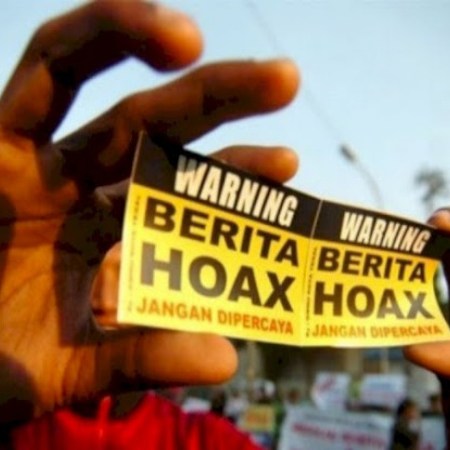 WARNING
BERITA
HOAX
JANGAN DIPERCAYA
WARNING
BERITA
HOAX
JANGAN DIPERCAYA